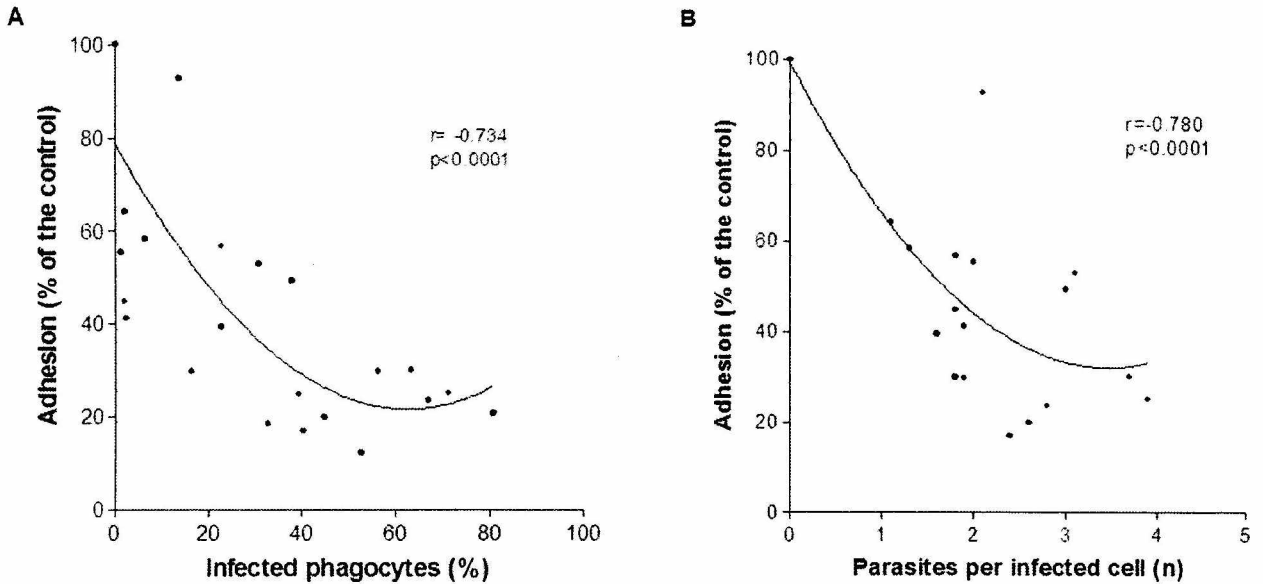 A
Adhesion (% of the control)
100
80
60
40
20
0
r= -0.734
p<0.0001
0 20 40 60 80 100
Infected phagocytes (%)
B
Adhesion (% of the control)
100
80
60
40
20
0
r=-0.780
p<0.0001
0 1 2 3 4 5
Parasites per infected cell (n)